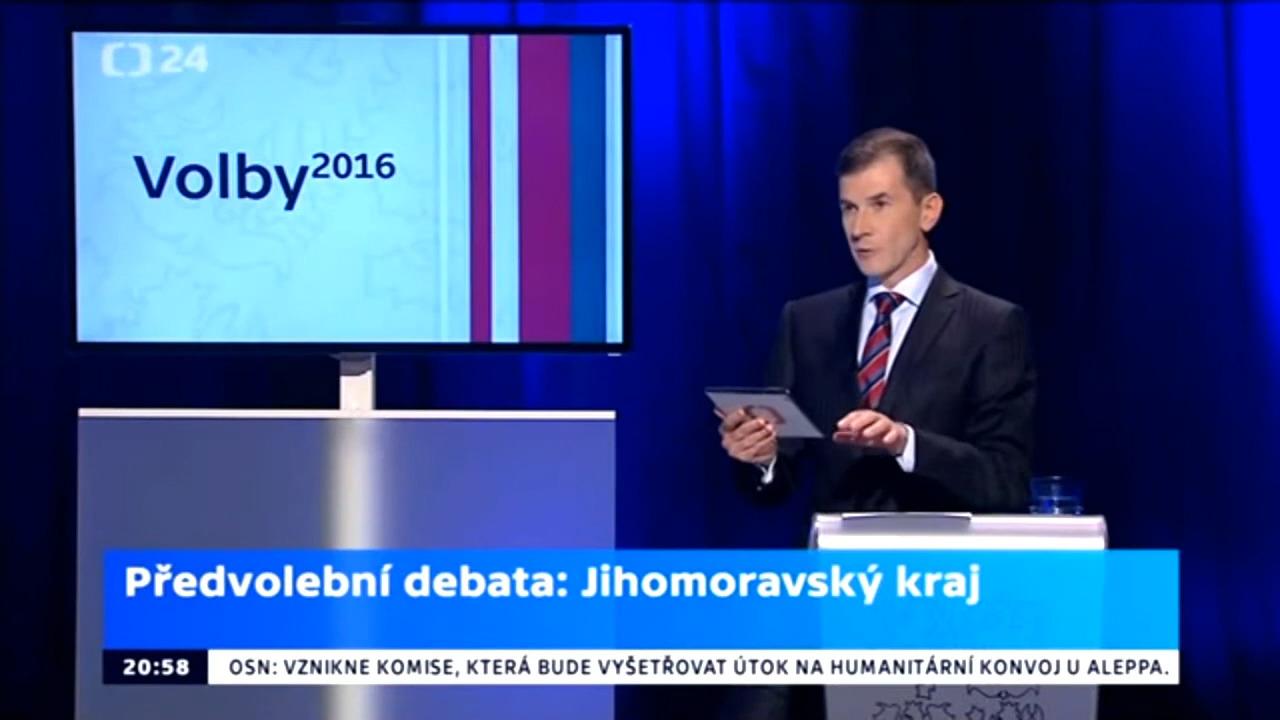 24
Volby2016
Předvolební debata: Jihomoravský kraj
20:58 OSN: VZNIKNE KOMISE, KTERÁ BUDE VYŠETŘOVAT ÚTOK NA HUMANITÁRNÍ KONVOJ U ALEPPA.